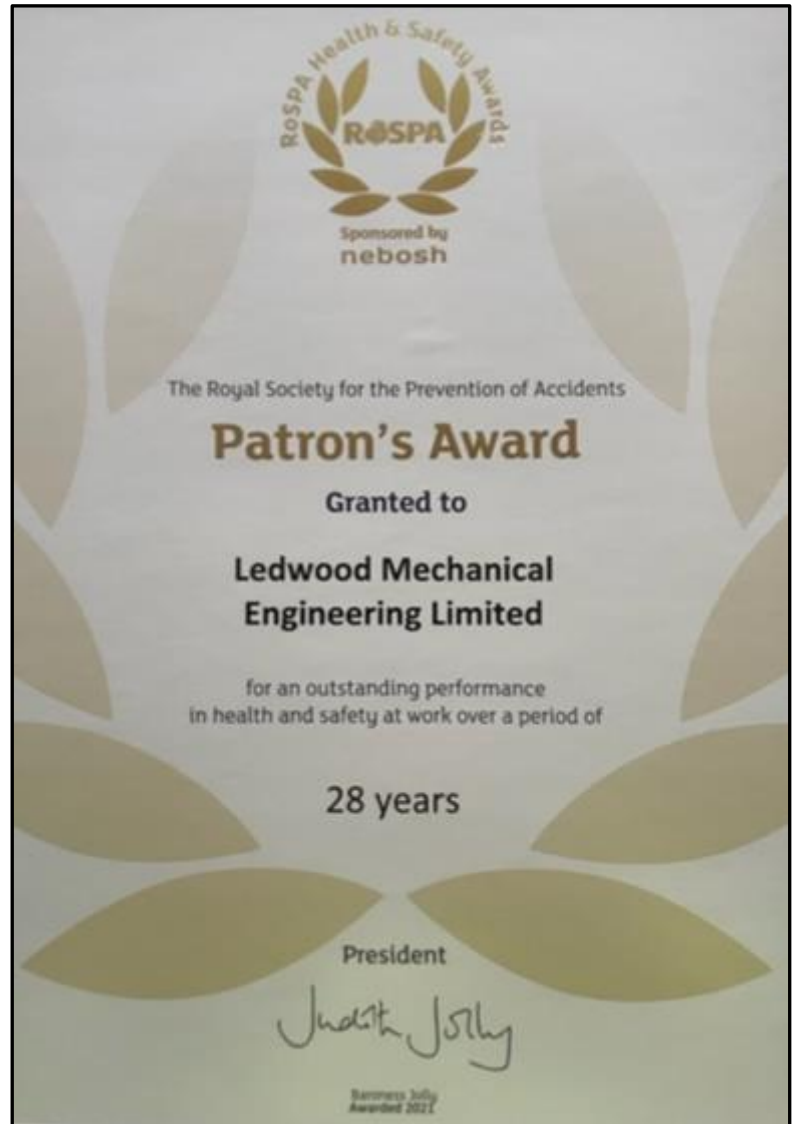 RoSPA Health & Safety Awards
RoSPA
Sponsored by
nebosh
The Royal Society for the Prevention of Accidents
Patron's Award
Granted to
Ledwood Mechanical
Engineering Limited
for an outstanding performance
in health and safety at work over a period of
28 years
President
Judith Jolly
Baroness Jolly
Awarded 2021